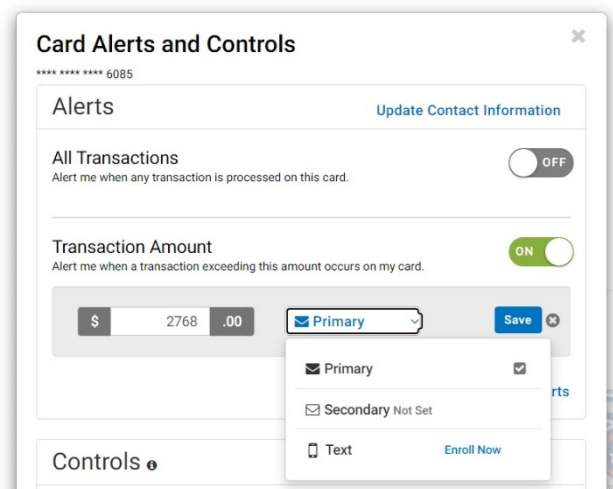 Card Alerts and Controls
**** **** **** 6085
Alerts
Update Contact Information
All Transactions
Alert me when any transaction is processed on this card.
OFF
Transaction Amount
Alert me when a transaction exceeding this amount occurs on my card.
ON
$ 2768 .00
Primary
Save
Primary
Secondary Not Set
Text Enroll Now
rts
Controls